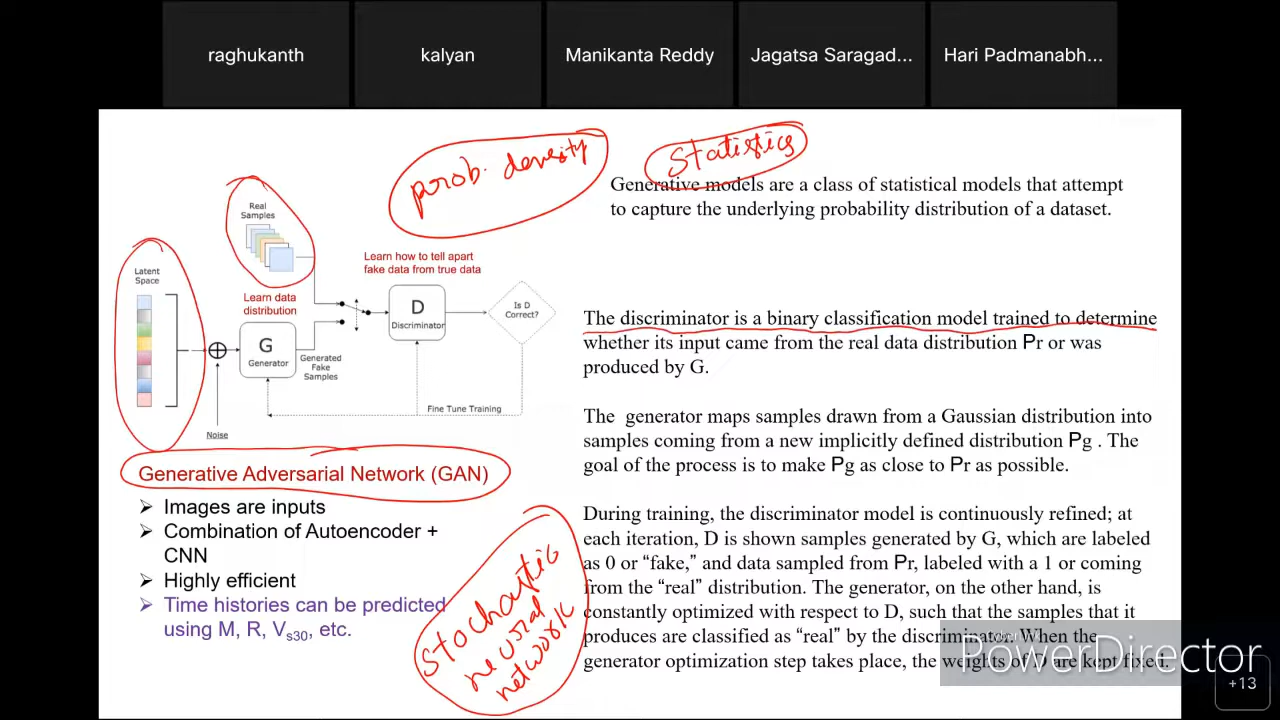 raghukanth
kalyan
Manikanta Reddy
Jagatsa Saragad...
Hari Padmanabh...
prob. density
Statistics
Generative models are a class of statistical models that attempt
to capture the underlying probability distribution of a dataset.
Real
Samples
Latent
Space
Learn how to tell apart
fake data from true data
Learn data
distribution
D
Discriminator
Is D
Correct?
G
Generator
Generated
Fake
Samples
Fine Tune Training
Noise
The discriminator is a binary classification model trained to determine
whether its input came from the real data distribution Pr or was
produced by G.
The generator maps samples drawn from a Gaussian distribution into
samples coming from a new implicitly defined distribution Pg . The
goal of the process is to make Pg as close to Pr as possible.
Generative Adversarial Network (GAN)
➢ Images are inputs
➢ Combination of Autoencoder +
CNN
➢ Highly efficient
➢ Time histories can be predicted
using M, R, Vs30, etc.
Stochastic
neural
network
During training, the discriminator model is continuously refined; at
each iteration, D is shown samples generated by G, which are labeled
as 0 or “fake,” and data sampled from Pr, labeled with a 1 or coming
from the “real” distribution. The generator, on the other hand, is
constantly optimized with respect to D, such that the samples that it
produces are classified as “real” by the discriminator. When the
generator optimization step takes place, the weights of D are kept fixed.
PowerDirector
+13